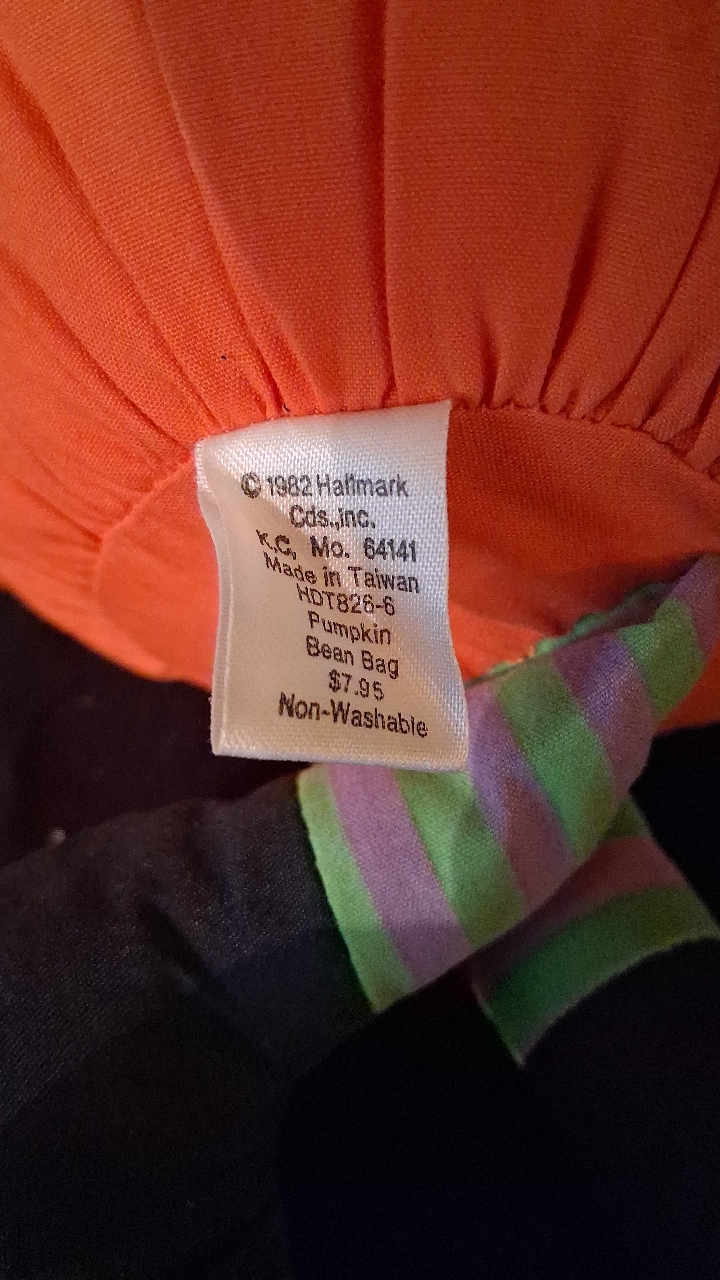 © 1982 Hallmark
Cds.,Inc.
K.C. Mo. 64141
Made in Taiwan
HDT826-6
Pumpkin
Bean Bag
$7.95
Non-Washable